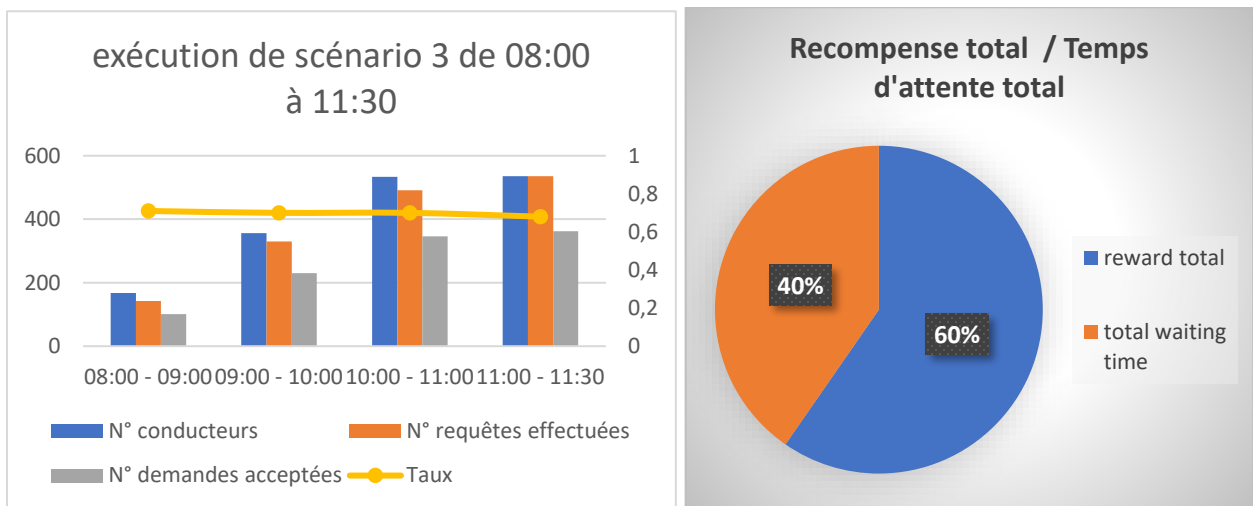 exécution de scénario 3 de 08:00
à 11:30
600
400
200
0
1
0,8
0,6
0,4
0,2
0
08:00 - 09:00 09:00 - 10:00 10:00 - 11:00 11:00 - 11:30
N° conducteurs
N° requêtes effectuées
N° demandes acceptées
Taux
Recompense total / Temps
d'attente total
40%
60%
reward total
total waiting
time